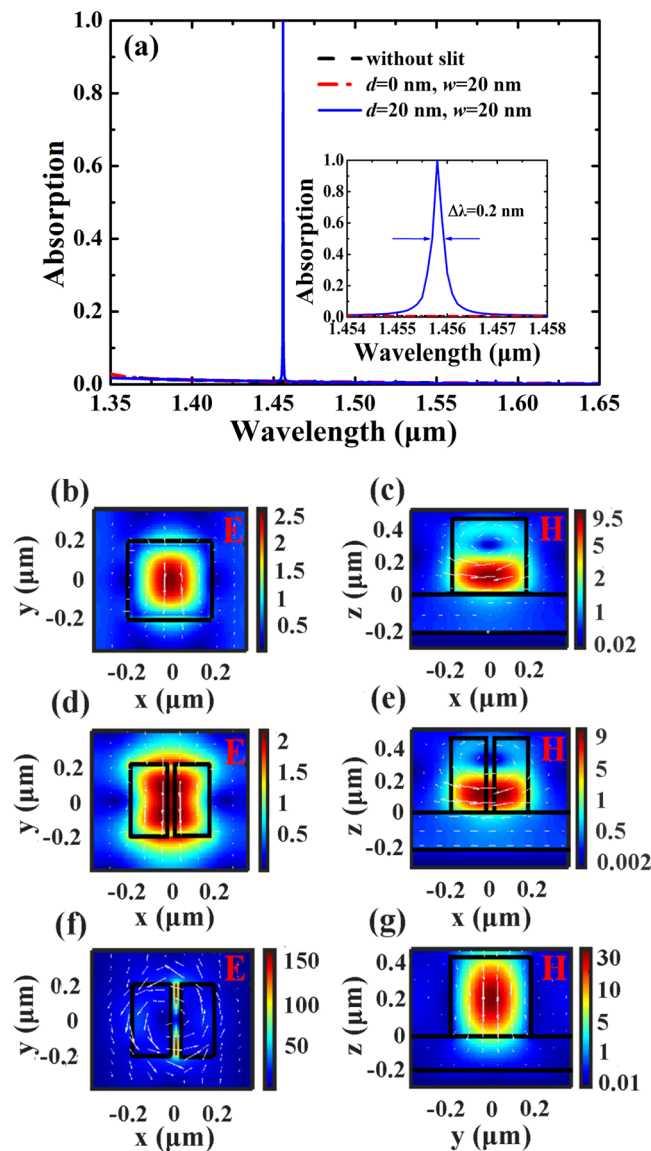 (a)
without slit
d=0 nm, w=20 nm
d=20 nm, w=20 nm
Absorption
1.0
0.8
0.6
0.4
0.2
0.0
1.35 1.40 1.45 1.50 1.55 1.60 1.65
Wavelength (μm)
Absorption
1.0
0.8
0.6
0.4
0.2
0.0
Δλ=0.2 nm
1.454 1.455 1.456 1.457 1.458
Wavelength (μm)
(b)
E
y (μm)
0.2
0
-0.2
-0.2 0 0.2
x (μm)
2.5
2
1.5
1
0.5
(c)
H
z (μm)
0.4
0.2
0
-0.2
-0.2 0 0.2
x (μm)
9.5
5
2
1
0.02
(d)
E
y (μm)
0.2
0
-0.2
-0.2 0 0.2
x (μm)
2
1.5
1
0.5
(e)
H
z (μm)
0.4
0.2
0
-0.2
-0.2 0 0.2
x (μm)
9
5
1
0.5
0.002
(f)
E
y (μm)
0.2
0
-0.2
-0.2 0 0.2
x (μm)
150
100
50
(g)
H
z (μm)
0.4
0.2
0
-0.2
-0.2 0 0.2
y (μm)
30
10
5
1
0.01